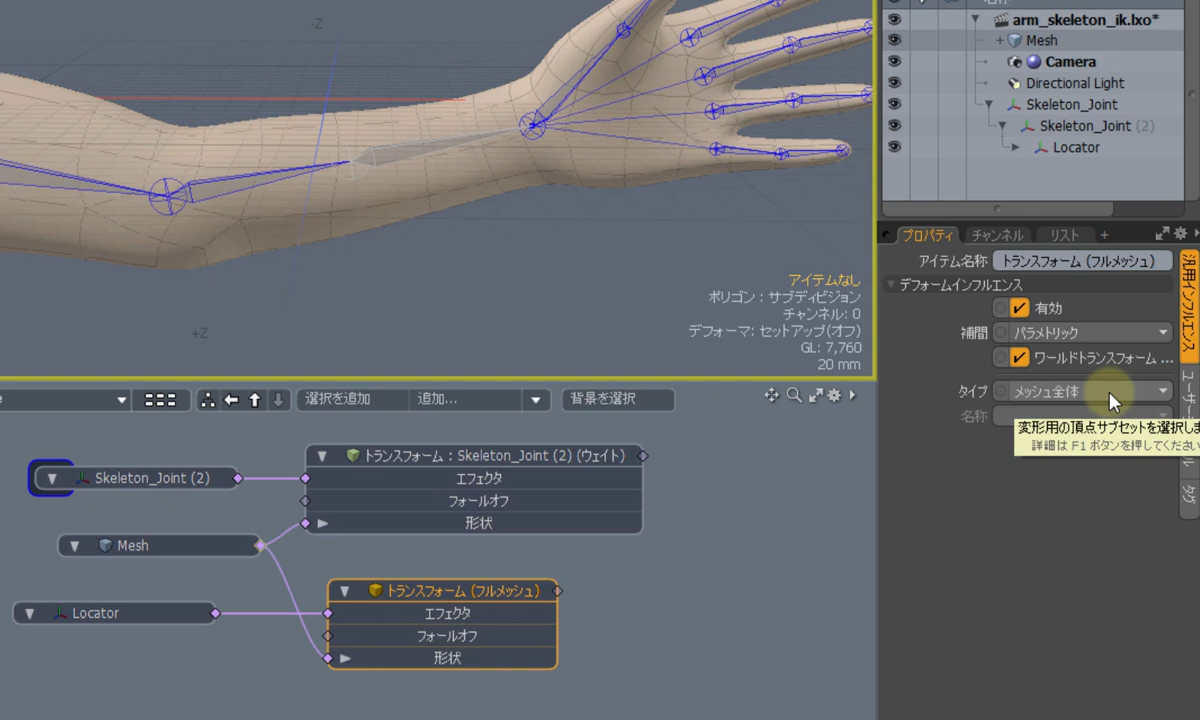 -Z
+Z
アイテムなし
ポリゴン : サブディビジョン
チャンネル: 0
デフォーマ: セットアップ(オフ)
GL: 7,760
20 mm
arm_skeleton_ik.lxo*
Mesh
Camera
Directional Light
Skeleton_Joint
Skeleton_Joint (2)
Locator
プロパティ チャンネル リスト +
アイテム名称 トランスフォーム (フルメッシュ)
デフォームインフルエンス
有効
補間 パラメトリック
ワールドトランスフォーム ...
タイプ メッシュ全体
名称
変形用の頂点サブセットを選択しま
詳細は F1 ボタンを押してください
汎用インフルエンス
タグ
選択を追加 追加... 背景を選択
Skeleton_Joint (2)
Mesh
Locator
トランスフォーム : Skeleton_Joint (2) (ウェイト)
エフェクタ
フォールオフ
形状
トランスフォーム (フルメッシュ)
エフェクタ
フォールオフ
形状